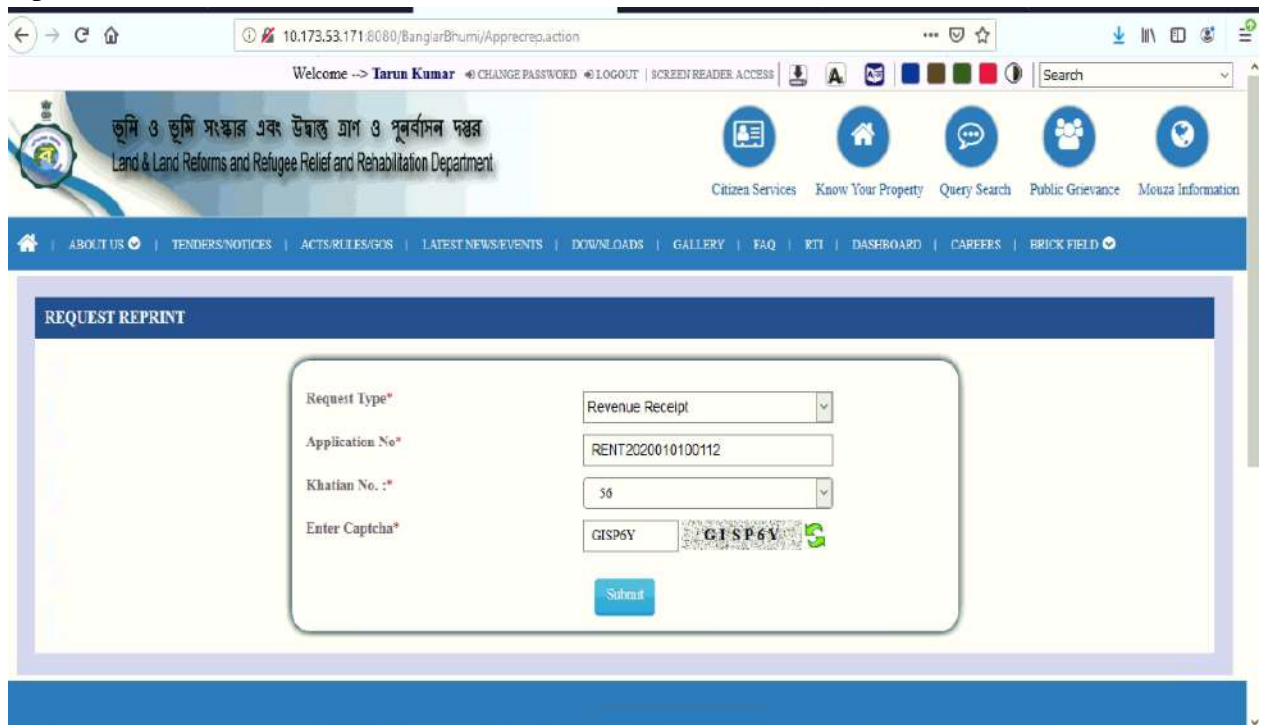 10.173.53.171:8080/BanglarBhumi/Apprecrep.action
Welcome --> Tarun Kumar CHANGE PASSWORD LOGOUT | SCREEN READER ACCESS A Search
ভূমি ও ভূমি সংস্কার এবং উদ্বাস্তু ত্রাণ ও পূনর্বাসন দপ্তর
Land & Land Reforms and Refugee Relief and Rehabilitation Department
Citizen Services Know Your Property Query Search Public Grievance Mouza Information
ABOUT US | TENDERS/NOTICES | ACTS/RULES/GOS | LATEST NEWS/EVENTS | DOWNLOADS | GALLERY | FAQ | RTI | DASHBOARD | CAREERS | BRICK FIELD
REQUEST REPRINT
Request Type* Revenue Receipt
Application No* RENT2020010100112
Khatian No. :* 56
Enter Captcha* GISP6Y GISP6Y
Submit